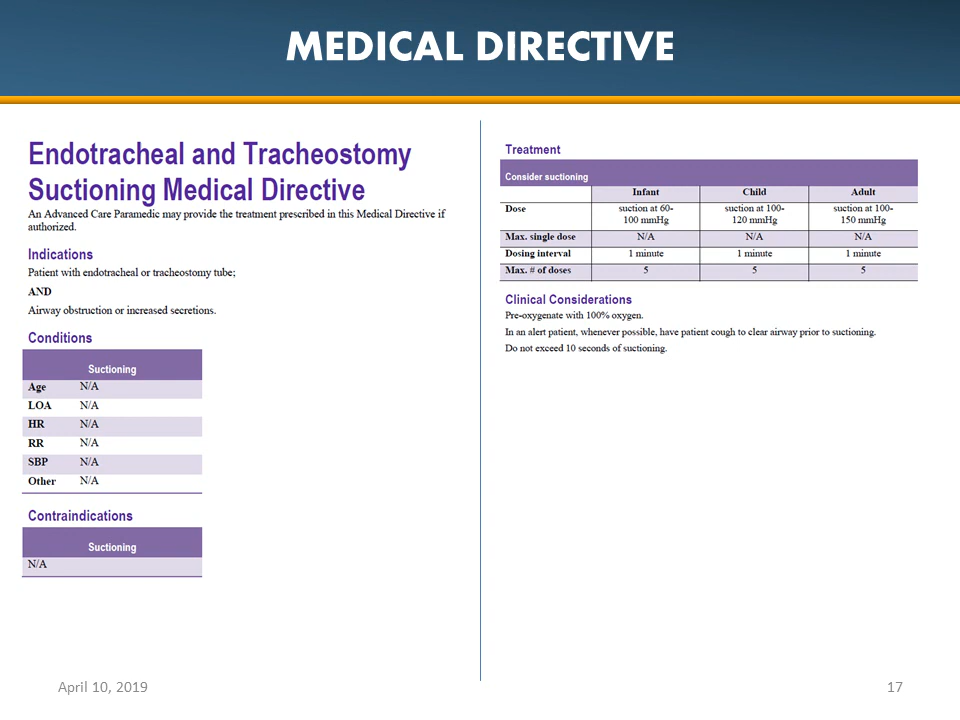 MEDICAL DIRECTIVE
Endotracheal and Tracheostomy
Suctioning Medical Directive
An Advanced Care Paramedic may provide the treatment prescribed in this Medical Directive if
authorized.
Indications
Patient with endotracheal or tracheostomy tube;
AND
Airway obstruction or increased secretions.
Conditions
Suctioning
Age N/A
LOA N/A
HR N/A
RR N/A
SBP N/A
Other N/A
Contraindications
Suctioning
N/A
Treatment
Consider suctioning
Infant Child Adult
Dose suction at 60- suction at 100- suction at 100-
100 mmHg 120 mmHg 150 mmHg
Max. single dose N/A N/A N/A
Dosing interval 1 minute 1 minute 1 minute
Max. # of doses 5 5 5
Clinical Considerations
Pre-oxygenate with 100% oxygen.
In an alert patient, whenever possible, have patient cough to clear airway prior to suctioning.
Do not exceed 10 seconds of suctioning.
April 10, 2019
17